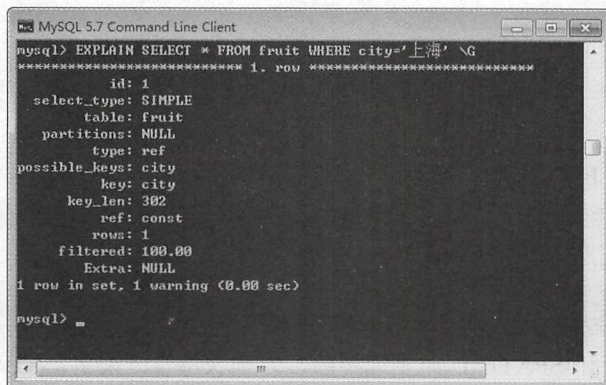 MySQL 5.7 Command Line Client
mysql> EXPLAIN SELECT * FROM fruit WHERE city='上海' \G
*************************** 1. row ***************************
id: 1
select_type: SIMPLE
table: fruit
partitions: NULL
type: ref
possible_keys: city
key: city
key_len: 302
ref: const
rows: 1
filtered: 100.00
Extra: NULL
1 row in set, 1 warning (0.00 sec)
mysql>